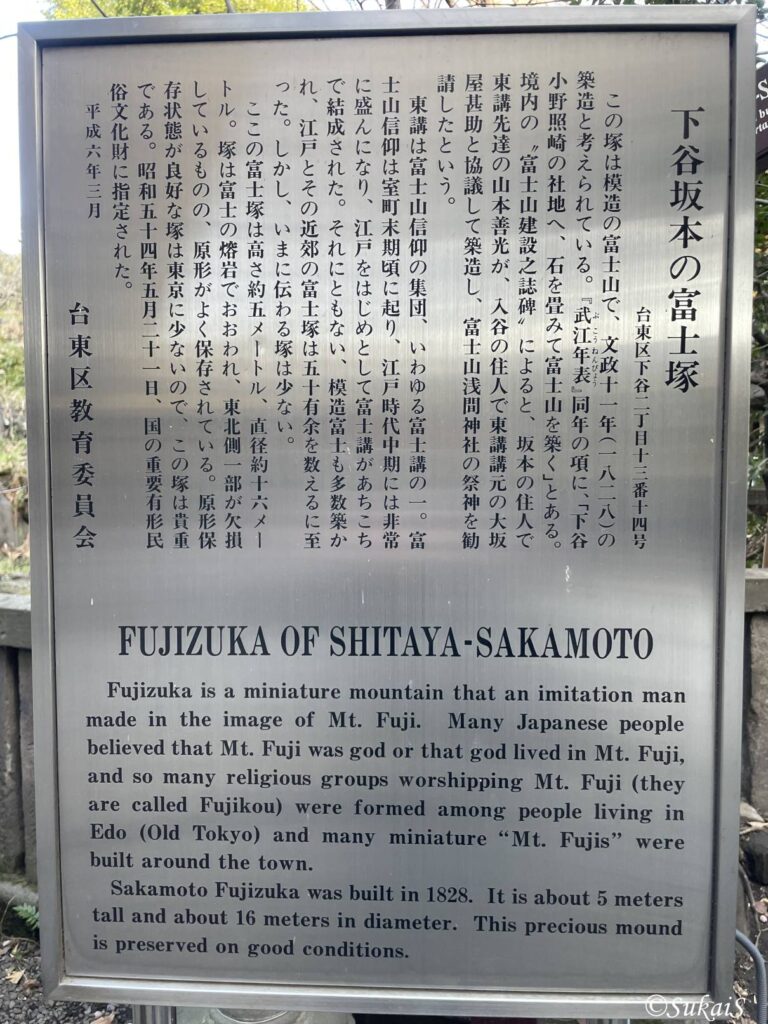 下谷坂本の富士塚
台東区下谷二丁目十三番十四号
この塚は模造の富士山で、文政十一年(一八二八)の
築造と考えられている。『武江年表』同年の項に、「下谷
ぶこうねんぴょう
小野照崎の社地へ、石を畳みて富士山を築く」とある。
境内の〝富士山建設之誌碑〟によると、坂本の住人で
東講先達の山本善光が、入谷の住人で東講講元の大坂
屋甚助と協議して築造し、富士山浅間神社の祭神を勧
請したという。
東講は富士山信仰の集団、いわゆる富士講の一。富
士山信仰は室町末期頃に起り、江戸時代中期には非常
に盛んになり、江戸をはじめとして富士講があちこち
で結成された。それにともない、模造富士も多数築か
れ、江戸とその近郊の富士塚は五十有余を数えるに至
った。しかし、いまに伝わる塚は少ない。
ここの富士塚は高さ約五メートル、直径約十六メー
トル。塚は富士の熔岩でおおわれ、東北側一部が欠損
しているものの、原形がよく保存されている。原形保
存状態が良好な塚は東京に少ないので、この塚は貴重
である。昭和五十四年五月二十一日、国の重要有形民
俗文化財に指定された。
平成六年三月
台東区教育委員会
FUJIZUKA OF SHITAYA-SAKAMOTO
Fujizuka is a miniature mountain that an imitation man
made in the image of Mt. Fuji. Many Japanese people
believed that Mt. Fuji was god or that god lived in Mt. Fuji,
and so many religious groups worshipping Mt. Fuji (they
are called Fujikou) were formed among people living in
Edo (Old Tokyo) and many miniature “Mt. Fujis” were
built around the town.
Sakamoto Fujizuka was built in 1828. It is about 5 meters
tall and about 16 meters in diameter. This precious mound
is preserved on good conditions.
©SukaiS